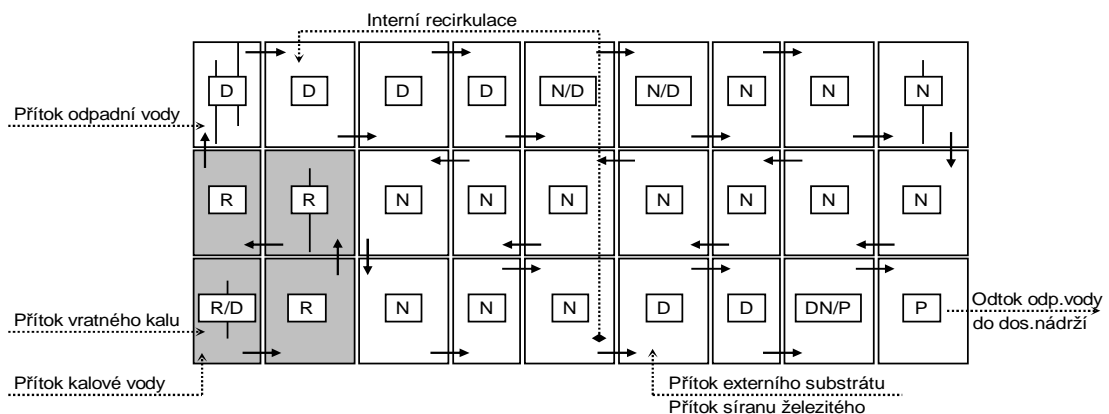 Interní recirkulace
D D D D N/D N/D N N N
Přítok odpadní vody
R R N N N N N N N
R/D R N N N D D DN/P P
Přítok vratného kalu
Přítok kalové vody
Odtok odp.vody
do dos.nádrží
Přítok externího substrátu
Přítok síranu železitého